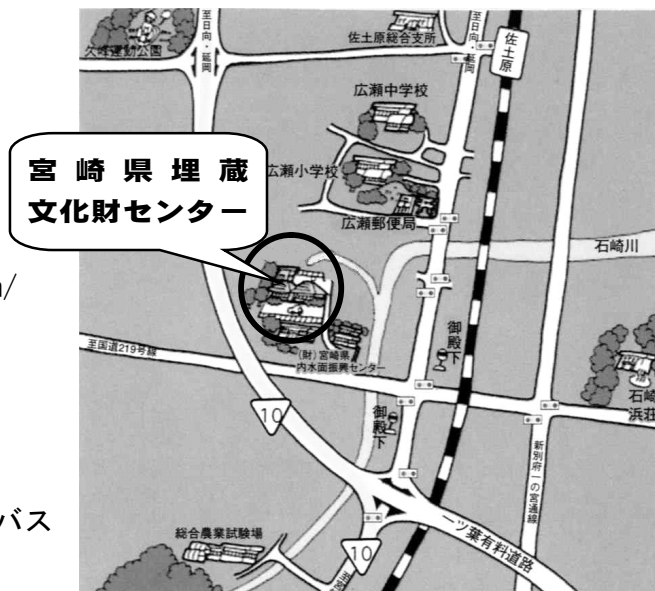 久峰運動公園
至日向・延岡
佐土原総合支所
至日向・延岡
佐土原
広瀬中学校
宮崎県埋蔵
文化財センター
広瀬小学校
広瀬郵便局
石崎川
至国道219号線
(財)宮崎県
内水面振興センター
御殿下
御殿下
石崎
浜荘
10
新別府一の宮通線
バス
総合農業試験場
10
一ツ葉有料道路